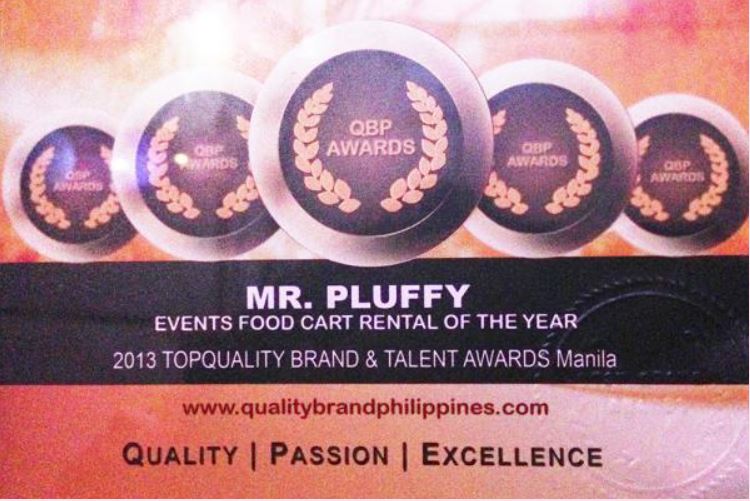 QBP
AWARDS
QBP
AWARDS
QBP
AWARDS
QBP
AWARDS
QBP
AWARDS
MR. PLUFFY
EVENTS FOOD CART RENTAL OF THE YEAR
2013 TOPQUALITY BRAND & TALENT AWARDS Manila
www.qualitybrandphilippines.com
QUALITY | PASSION | EXCELLENCE